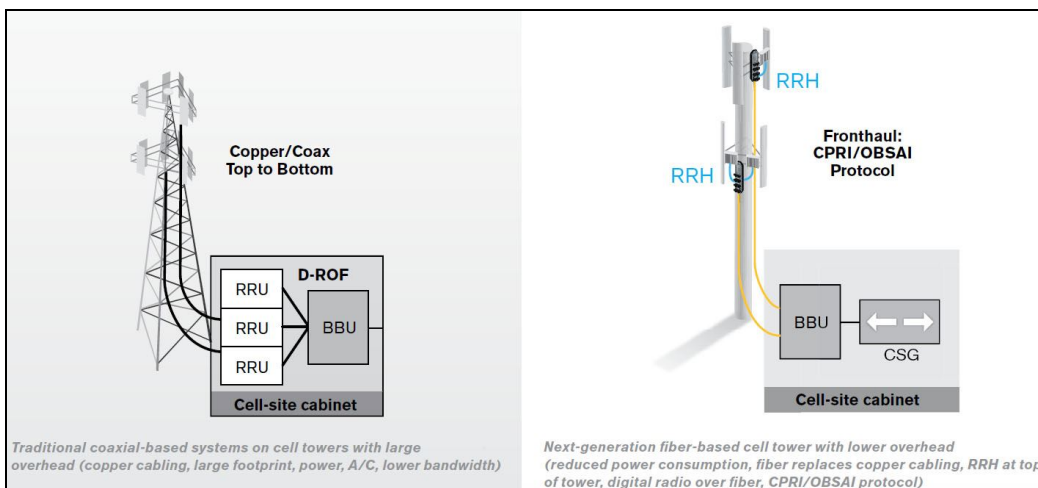 Copper/Coax
Top to Bottom
D-ROF
RRU
RRU
RRU
BBU
Cell-site cabinet
Traditional coaxial-based systems on cell towers with large
overhead (copper cabling, large footprint, power, A/C, lower bandwidth)
RRH
RRH
Fronthaul:
CPRI/OBSAI
Protocol
BBU
CSG
Cell-site cabinet
Next-generation fiber-based cell tower with lower overhead
(reduced power consumption, fiber replaces copper cabling, RRH at top
of tower, digital radio over fiber, CPRI/OBSAI protocol)